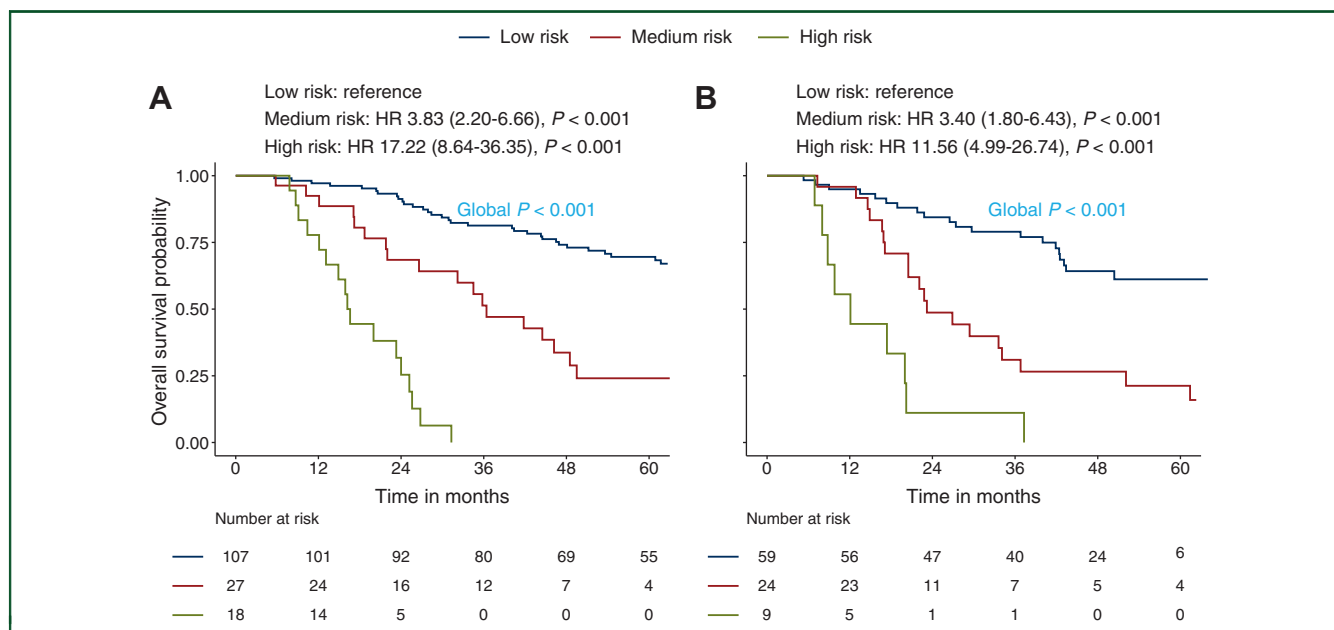 Low risk Medium risk High risk
A
Low risk: reference
Medium risk: HR 3.83 (2.20-6.66), P < 0.001
High risk: HR 17.22 (8.64-36.35), P < 0.001
Global P < 0.001
Overall survival probability
1.00
0.75
0.50
0.25
0.00
0 12 24 36 48 60
Time in months
Number at risk
107 101 92 80 69 55
27 24 16 12 7 4
18 14 5 0 0 0
B
Low risk: reference
Medium risk: HR 3.40 (1.80-6.43), P < 0.001
High risk: HR 11.56 (4.99-26.74), P < 0.001
Global P < 0.001
0 12 24 36 48 60
Time in months
Number at risk
59 56 47 40 24 6
24 23 11 7 5 4
9 5 1 1 0 0